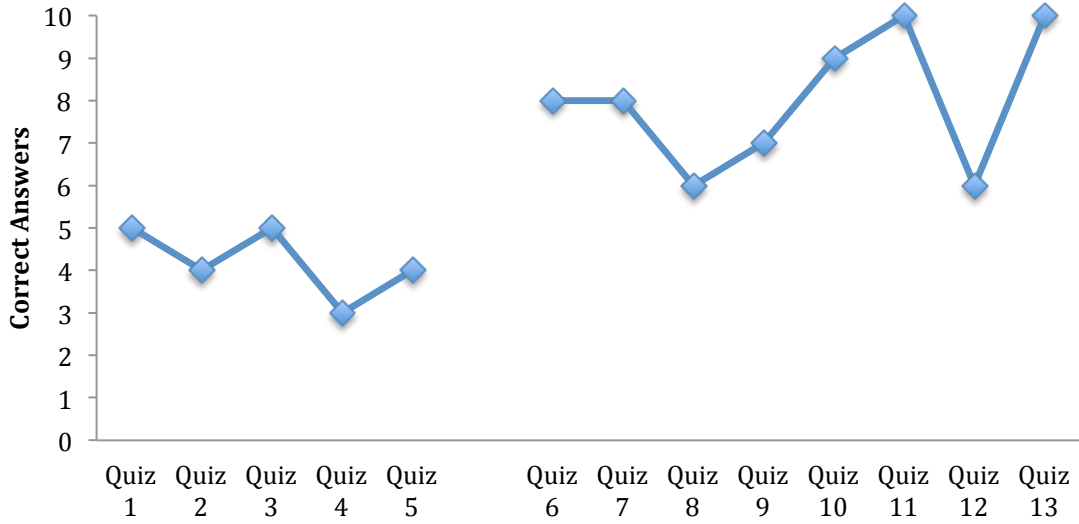 Correct Answers
10
9
8
7
6
5
4
3
2
1
0
Quiz 1
Quiz 2
Quiz 3
Quiz 4
Quiz 5
Quiz 6
Quiz 7
Quiz 8
Quiz 9
Quiz 10
Quiz 11
Quiz 12
Quiz 13